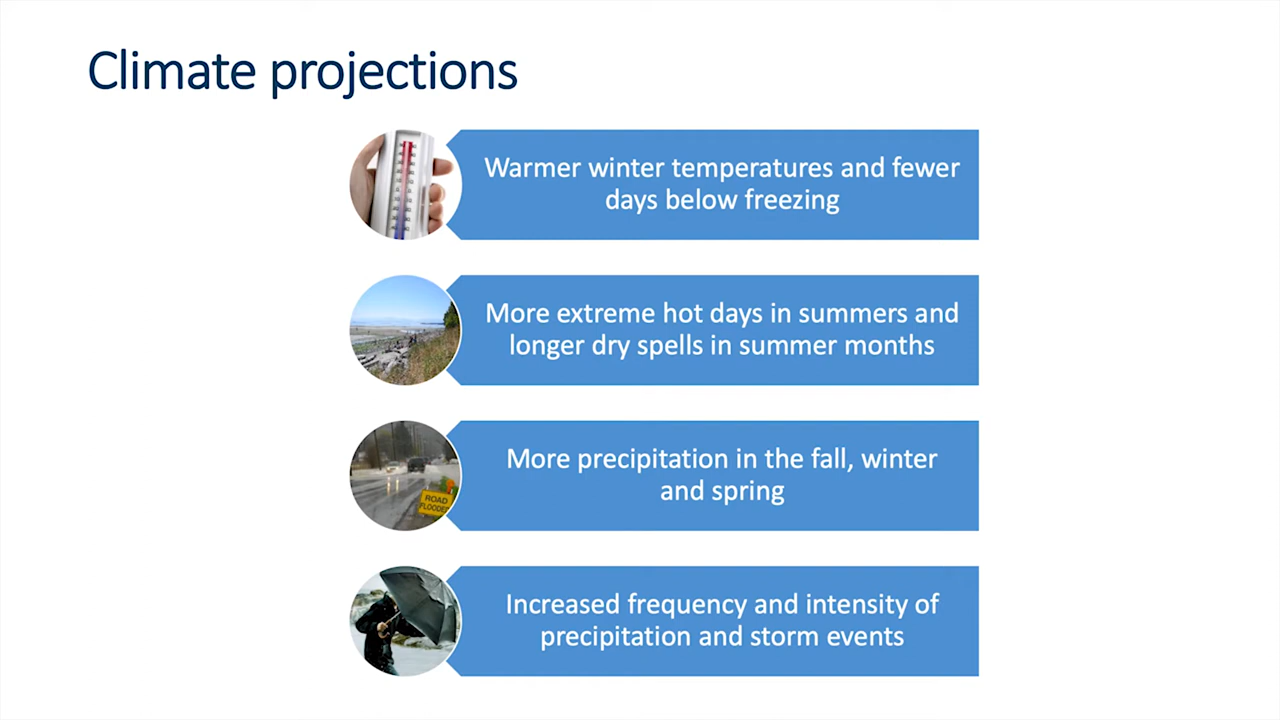 Climate projections
Warmer winter temperatures and fewer
days below freezing
More extreme hot days in summers and
longer dry spells in summer months
More precipitation in the fall, winter
and spring
ROAD
FLOODED
Increased frequency and intensity of
precipitation and storm events